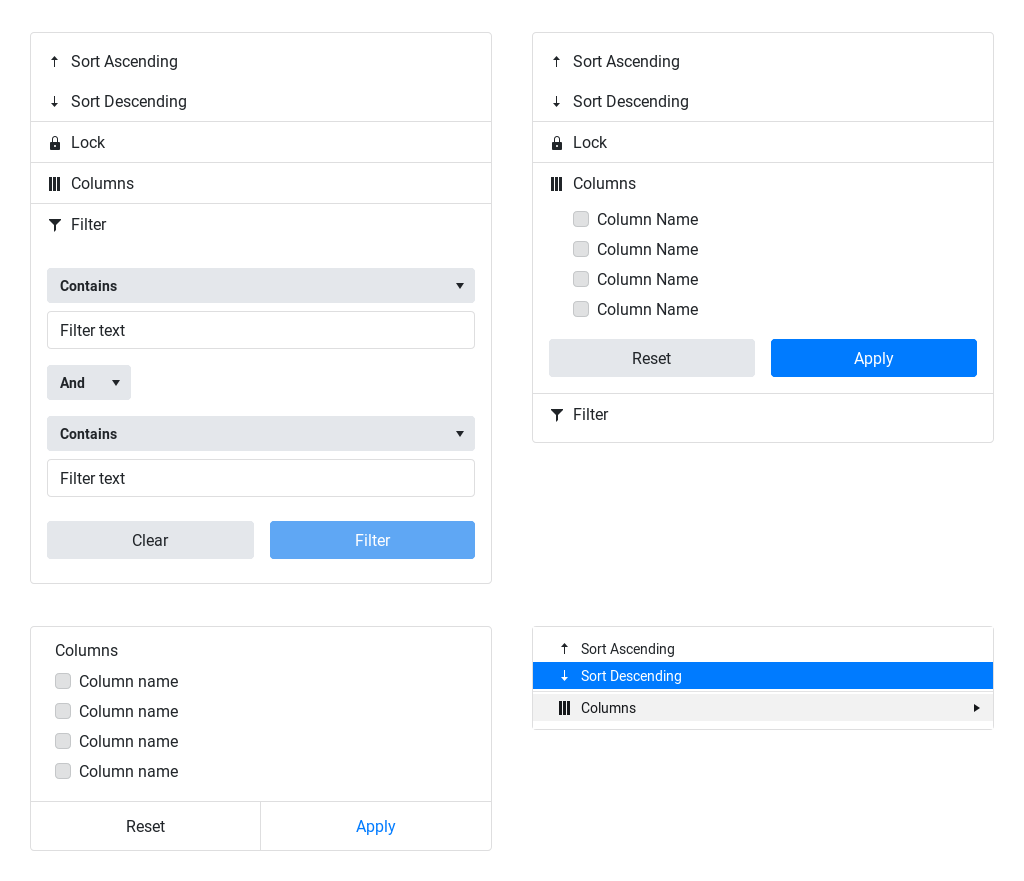 Sort Ascending
Sort Descending
Lock
Columns
Filter
Contains
Filter text
And
Contains
Filter text
Clear Filter
Sort Ascending
Sort Descending
Lock
Columns
Column Name
Column Name
Column Name
Column Name
Reset Apply
Filter
Columns
Column name
Column name
Column name
Column name
Reset Apply
Sort Ascending
Sort Descending
Columns